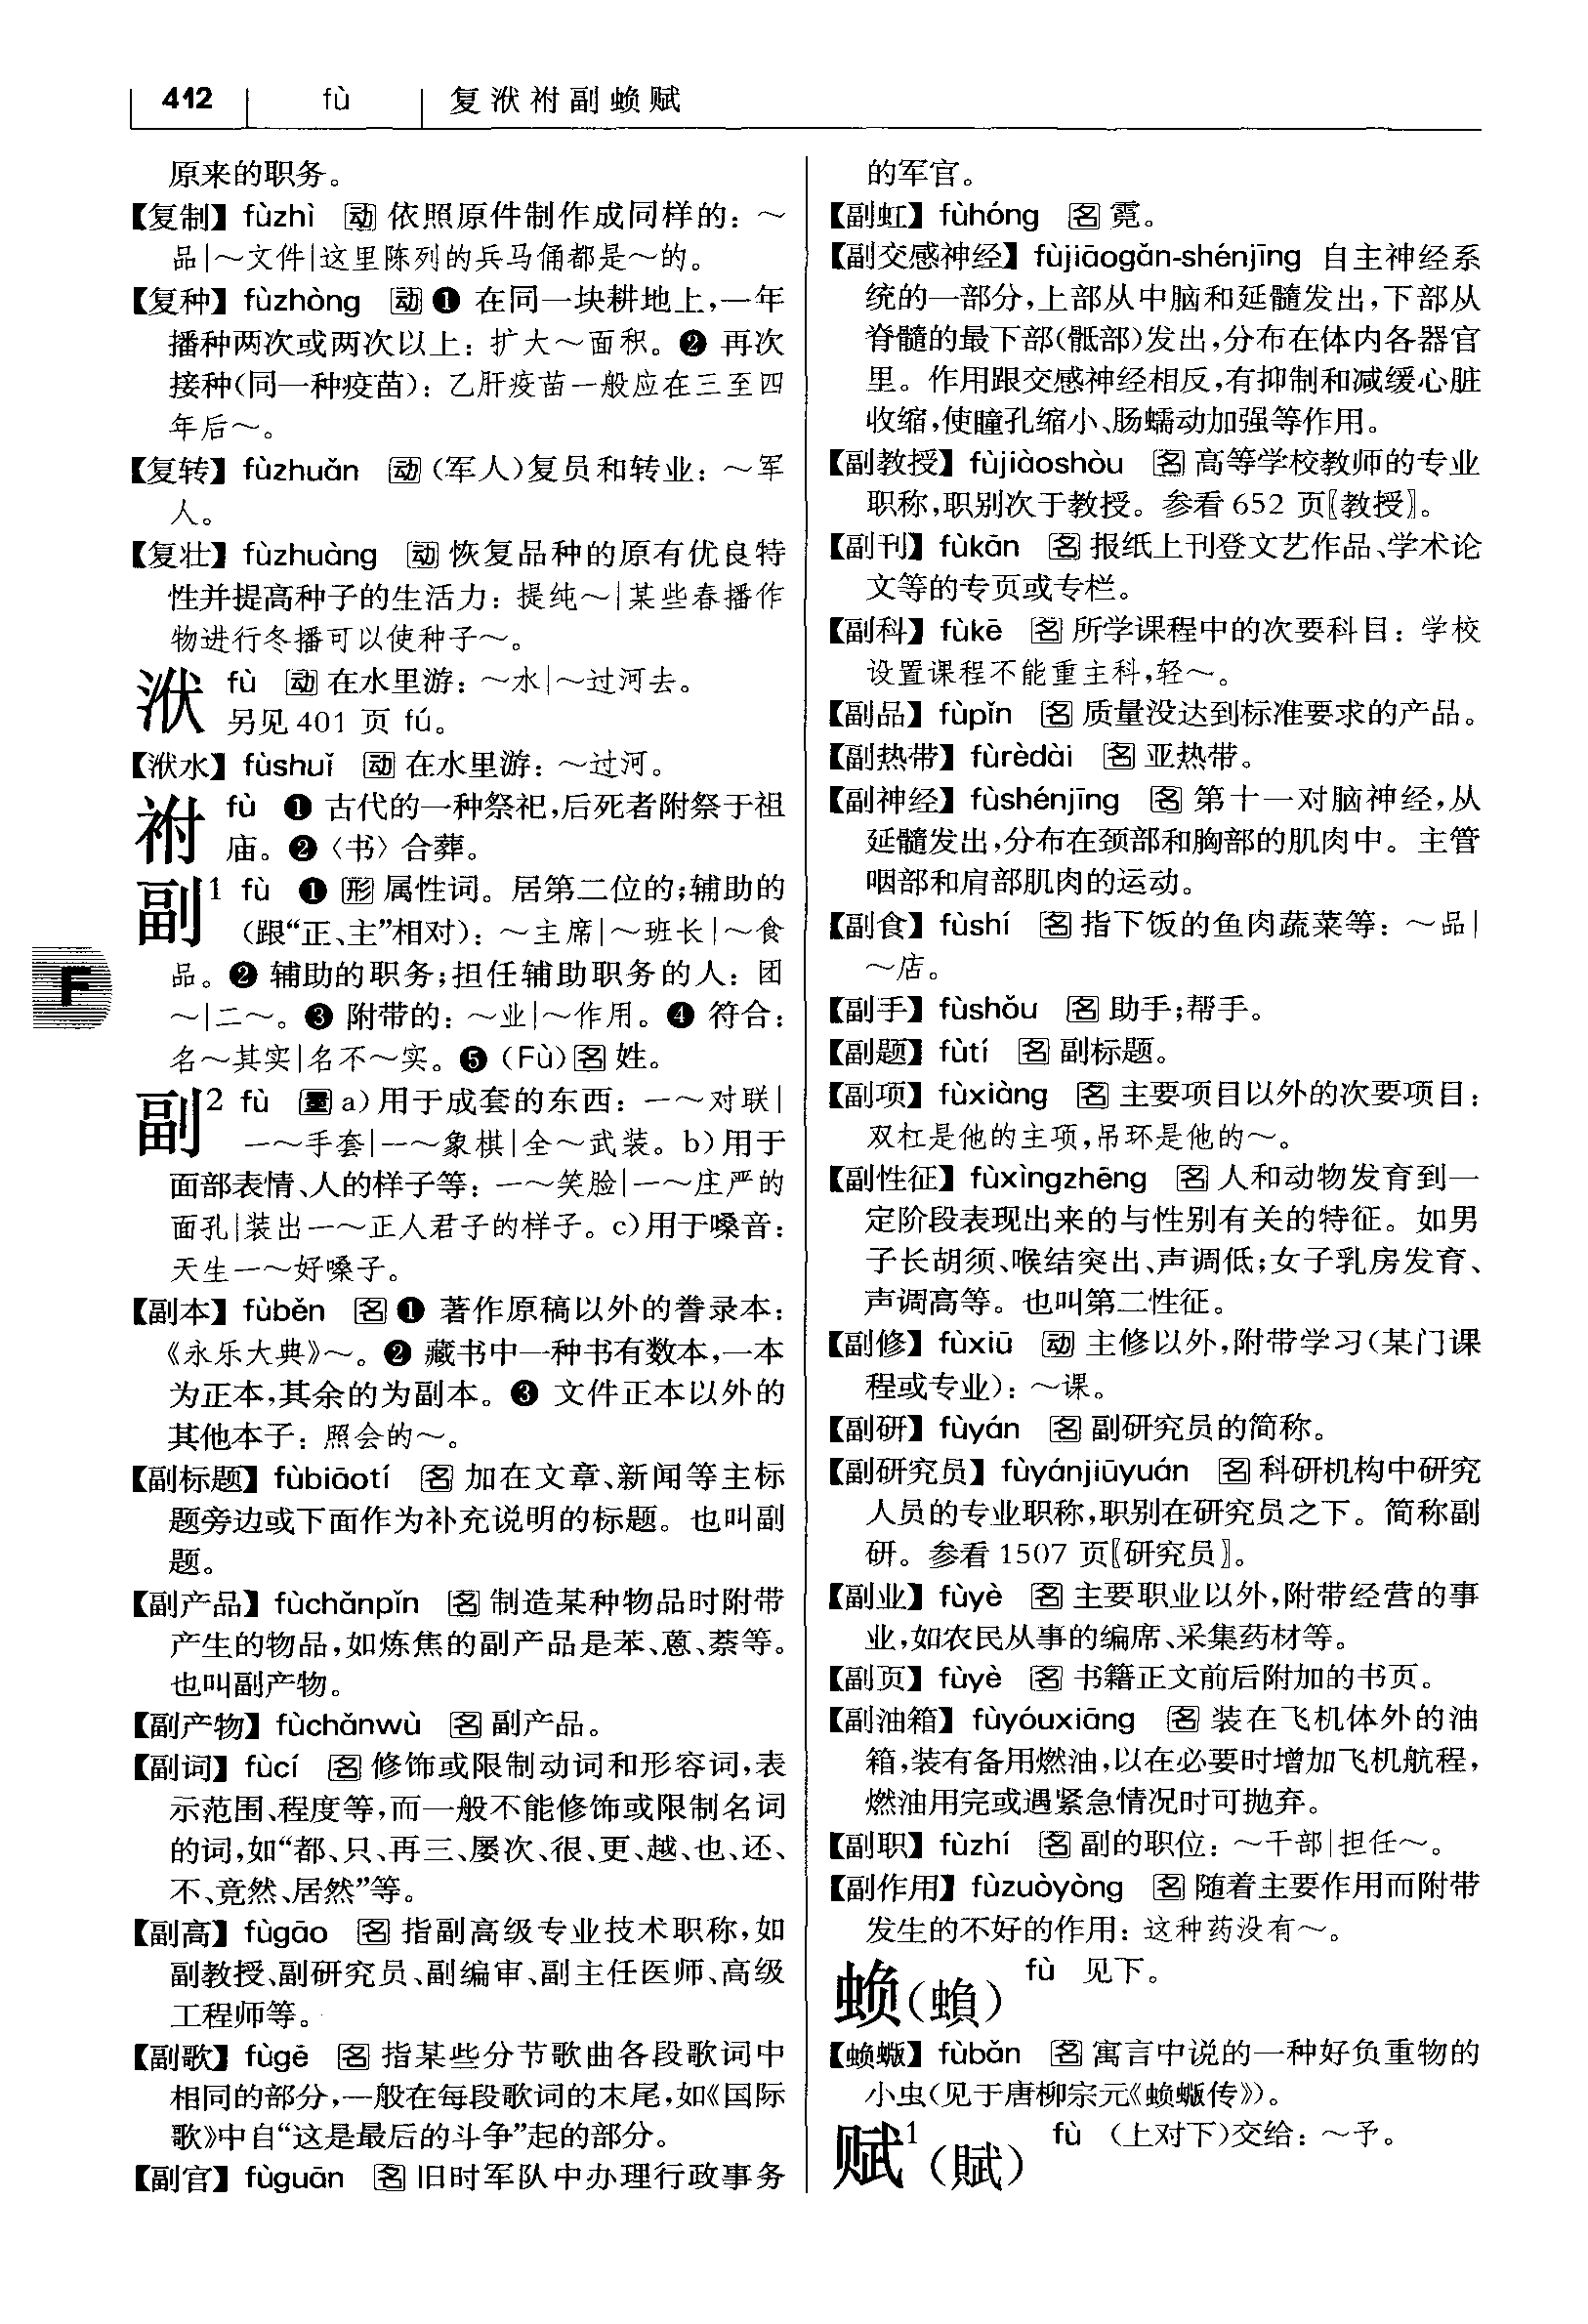 412 fù 复洑祔副蝜赋
原来的职务。
【复制】 fùzhì 动 依照原件制作成同样的：～
品|～文件|这里陈列的兵马俑都是～的。
【复种】 fùzhòng 动 ❶ 在同一块耕地上，一年
播种两次或两次以上：扩大～面积。❷ 再次
接种（同一种疫苗）：乙肝疫苗一般应在三至四
年后～。
【复转】 fùzhuǎn 动（军人）复员和转业：～军
人。
【复壮】 fùzhuàng 动 恢复品种的原有优良特
性并提高种子的生活力：提纯～|某些春播作
物进行冬播可以使种子～。
洑 fù 动 在水里游：～水|～过河去。
另见 401 页 fú。
【洑水】 fùshuǐ 动 在水里游：～过河。
祔 fù ❶ 古代的一种祭祀，后死者附祭于祖
庙。❷〈书〉合葬。
副1 fù ❶ 形 属性词。居第二位的；辅助的
（跟“正、主”相对）：～主席|～班长|～食
品。❷ 辅助的职务；担任辅助职务的人：团
～|二～。❸ 附带的：～业|～作用。❹ 符合：
名～其实|名不～实。❺（Fù）名 姓。
副2 fù 量 a）用于成套的东西：一～对联|
一～手套|一～象棋|全～武装。b）用于
面部表情、人的样子等：一～笑脸|一～庄严的
面孔|装出一～正人君子的样子。c）用于嗓音：
天生一～好嗓子。
【副本】 fùběn 名 ❶ 著作原稿以外的誊录本：
《永乐大典》～。❷ 藏书中一种书有数本，一本
为正本，其余的为副本。❸ 文件正本以外的
其他本子：照会的～。
【副标题】 fùbiāotí 名 加在文章、新闻等主标
题旁边或下面作为补充说明的标题。也叫副
题。
【副产品】 fùchǎnpǐn 名 制造某种物品时附带
产生的物品，如炼焦的副产品是苯、蒽、萘等。
也叫副产物。
【副产物】 fùchǎnwù 名 副产品。
【副词】 fùcí 名 修饰或限制动词和形容词，表
示范围、程度等，而一般不能修饰或限制名词
的词，如“都、只、再三、屡次、很、更、越、也、还、
不、竟然、居然”等。
【副高】 fùgāo 名 指副高级专业技术职称，如
副教授、副研究员、副编审、副主任医师、高级
工程师等。
【副歌】 fùgē 名 指某些分节歌曲各段歌词中
相同的部分，一般在每段歌词的末尾，如《国际
歌》中自“这是最后的斗争”起的部分。
【副官】 fùguān 名 旧时军队中办理行政事务
的军官。
【副虹】 fùhóng 名 霓。
【副交感神经】 fùjiāogǎn-shénjīng 自主神经系
统的一部分，上部从中脑和延髓发出，下部从
脊髓的最下部（骶部）发出，分布在体内各器官
里。作用跟交感神经相反，有抑制和减缓心脏
收缩，使瞳孔缩小、肠蠕动加强等作用。
【副教授】 fùjiàoshòu 名 高等学校教师的专业
职称，职别次于教授。参看 652 页〖教授〗。
【副刊】 fùkān 名 报纸上刊登文艺作品、学术论
文等的专页或专栏。
【副科】 fùkē 名 所学课程中的次要科目：学校
设置课程不能重主科，轻～。
【副品】 fùpǐn 名 质量没达到标准要求的产品。
【副热带】 fùrèdài 名 亚热带。
【副神经】 fùshénjīng 名 第十一对脑神经，从
延髓发出，分布在颈部和胸部的肌肉中。主管
咽部和肩部肌肉的运动。
【副食】 fùshí 名 指下饭的鱼肉蔬菜等：～品|
～店。
【副手】 fùshǒu 名 助手；帮手。
【副题】 fùtí 名 副标题。
【副项】 fùxiàng 名 主要项目以外的次要项目：
双杠是他的主项，吊环是他的～。
【副性征】 fùxìngzhēng 名 人和动物发育到一
定阶段表现出来的与性别有关的特征。如男
子长胡须、喉结突出、声调低；女子乳房发育、
声调高等。也叫第二性征。
【副修】 fùxiū 动 主修以外，附带学习（某门课
程或专业）：～课。
【副研】 fùyán 名 副研究员的简称。
【副研究员】 fùyánjiūyuán 名 科研机构中研究
人员的专业职称，职别在研究员之下。简称副
研。参看 1507 页〖研究员〗。
【副业】 fùyè 名 主要职业以外，附带经营的事
业，如农民从事的编席、采集药材等。
【副页】 fùyè 名 书籍正文前后附加的书页。
【副油箱】 fùyóuxiāng 名 装在飞机体外的油
箱，装有备用燃油，以在必要时增加飞机航程，
燃油用完或遇紧急情况时可抛弃。
【副职】 fùzhí 名 副的职位：～干部|担任～。
【副作用】 fùzuòyòng 名 随着主要作用而附带
发生的不好的作用：这种药没有～。
蝜（蝜） fù 见下。
【蝜蝂】 fùbǎn 名 寓言中说的一种好负重物的
小虫（见于唐柳宗元《蝜蝂传》）。
赋1（賦） fù （上对下）交给：～予。
F